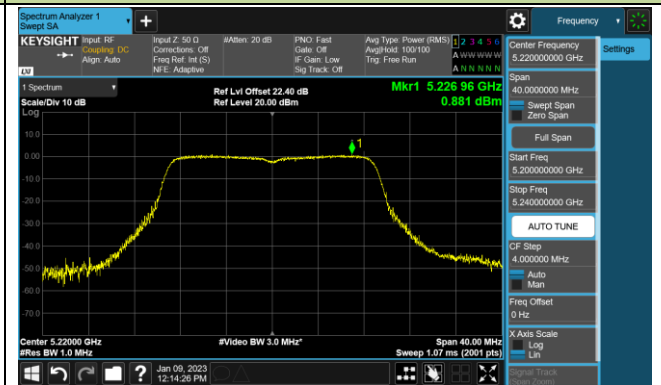 Spectrum Analyzer 1
Swept SA
Frequency
KEYSIGHT
Input: RF
Coupling: DC
Align: Auto
Input Z: 50 Ω
Corrections: Off
Freq Ref: Int (S)
NFE: Adaptive
#Atten: 20 dB
PNO: Fast
Gate: Off
IF Gain: Low
Sig Track: Off
Avg Type: Power (RMS)
Avg|Hold: 100/100
Trig: Free Run
1 2 3 4 5 6
A W W W W W
A N N N N N
LXI
1 Spectrum
Scale/Div 10 dB
Log
Ref Lvl Offset 22.40 dB
Ref Level 20.00 dBm
Mkr1 5.226 96 GHz
0.881 dBm
1
10.0
0.00
-10.0
-20.0
-30.0
-40.0
-50.0
-60.0
-70.0
Center 5.22000 GHz
#Res BW 1.0 MHz
#Video BW 3.0 MHz*
Span 40.00 MHz
Sweep 1.07 ms (2001 pts)
Center Frequency
5.220000000 GHz
Settings
Span
40.0000000 MHz
Swept Span
Zero Span
Full Span
Start Freq
5.200000000 GHz
Stop Freq
5.240000000 GHz
AUTO TUNE
CF Step
4.000000 MHz
Auto
Man
Freq Offset
0 Hz
X Axis Scale
Log
Lin
Signal Track
(Span Zoom)
Jan 09, 2023
12:14:26 PM